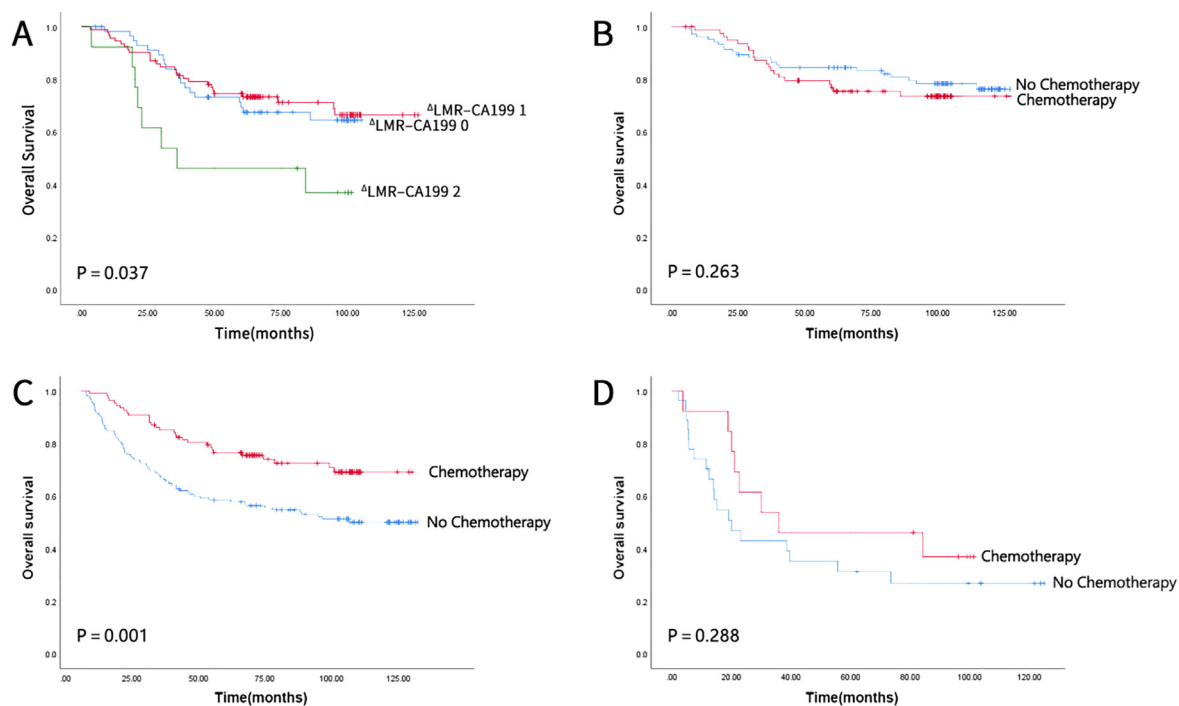 A
Overall Survival
1.0
0.8
0.6
0.4
0.2
0.0
ΔLMR-CA199 1
ΔLMR-CA199 0
ΔLMR-CA199 2
P = 0.037
.00 25.00 50.00 75.00 100.00 125.00
Time(months)
B
Overall survival
1.0
0.8
0.6
0.4
0.2
0.0
No Chemotherapy
Chemotherapy
P = 0.263
.00 25.00 50.00 75.00 100.00 125.00
Time(months)
C
Overall survival
1.0
0.8
0.6
0.4
0.2
0.0
Chemotherapy
No Chemotherapy
P = 0.001
.00 25.00 50.00 75.00 100.00 125.00
Time(months)
D
Overall survival
1.0
0.8
0.6
0.4
0.2
0.0
Chemotherapy
No Chemotherapy
P = 0.288
.00 20.00 40.00 60.00 80.00 100.00 120.00
Time(months)